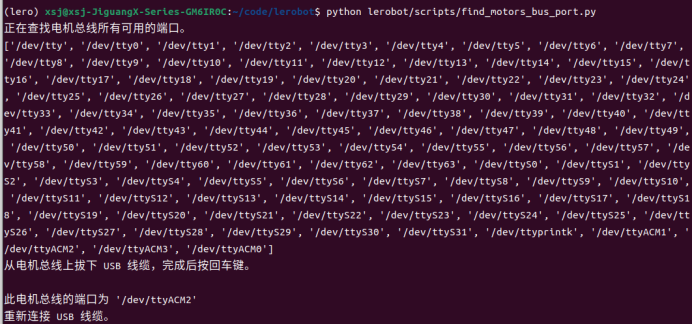 (lero) xsj@xsj-JiguangX-Series-GM6IR0C:~/code/lerobot$ python lerobot/scripts/find_motors_bus_port.py
正在查找电机总线所有可用的端口。
['/dev/tty', '/dev/tty0', '/dev/tty1', '/dev/tty2', '/dev/tty3', '/dev/tty4', '/dev/tty5', '/dev/tty6', '/dev/tty7',
'/dev/tty8', '/dev/tty9', '/dev/tty10', '/dev/tty11', '/dev/tty12', '/dev/tty13', '/dev/tty14', '/dev/tty15', '/dev/t
ty16', '/dev/tty17', '/dev/tty18', '/dev/tty19', '/dev/tty20', '/dev/tty21', '/dev/tty22', '/dev/tty23', '/dev/tty24'
, '/dev/tty25', '/dev/tty26', '/dev/tty27', '/dev/tty28', '/dev/tty29', '/dev/tty30', '/dev/tty31', '/dev/tty32', '/d
ev/tty33', '/dev/tty34', '/dev/tty35', '/dev/tty36', '/dev/tty37', '/dev/tty38', '/dev/tty39', '/dev/tty40', '/dev/t
ty41', '/dev/tty42', '/dev/tty43', '/dev/tty44', '/dev/tty45', '/dev/tty46', '/dev/tty47', '/dev/tty48', '/dev/tty49',
'/dev/tty50', '/dev/tty51', '/dev/tty52', '/dev/tty53', '/dev/tty54', '/dev/tty55', '/dev/tty56', '/dev/tty57', '/de
v/tty58', '/dev/tty59', '/dev/tty60', '/dev/tty61', '/dev/tty62', '/dev/tty63', '/dev/ttyS0', '/dev/ttyS1', '/dev/tty
S2', '/dev/ttyS3', '/dev/ttyS4', '/dev/ttyS5', '/dev/ttyS6', '/dev/ttyS7', '/dev/ttyS8', '/dev/ttyS9', '/dev/ttyS10',
'/dev/ttyS11', '/dev/ttyS12', '/dev/ttyS13', '/dev/ttyS14', '/dev/ttyS15', '/dev/ttyS16', '/dev/ttyS17', '/dev/ttyS1
8', '/dev/ttyS19', '/dev/ttyS20', '/dev/ttyS21', '/dev/ttyS22', '/dev/ttyS23', '/dev/ttyS24', '/dev/ttyS25', '/dev/tt
yS26', '/dev/ttyS27', '/dev/ttyS28', '/dev/ttyS29', '/dev/ttyS30', '/dev/ttyS31', '/dev/ttyprintk', '/dev/ttyACM1', '
/dev/ttyACM2', '/dev/ttyACM3', '/dev/ttyACM0']
从电机总线上拔下 USB 线缆，完成后按回车键。
此电机总线的端口为 '/dev/ttyACM2'
重新连接 USB 线缆。